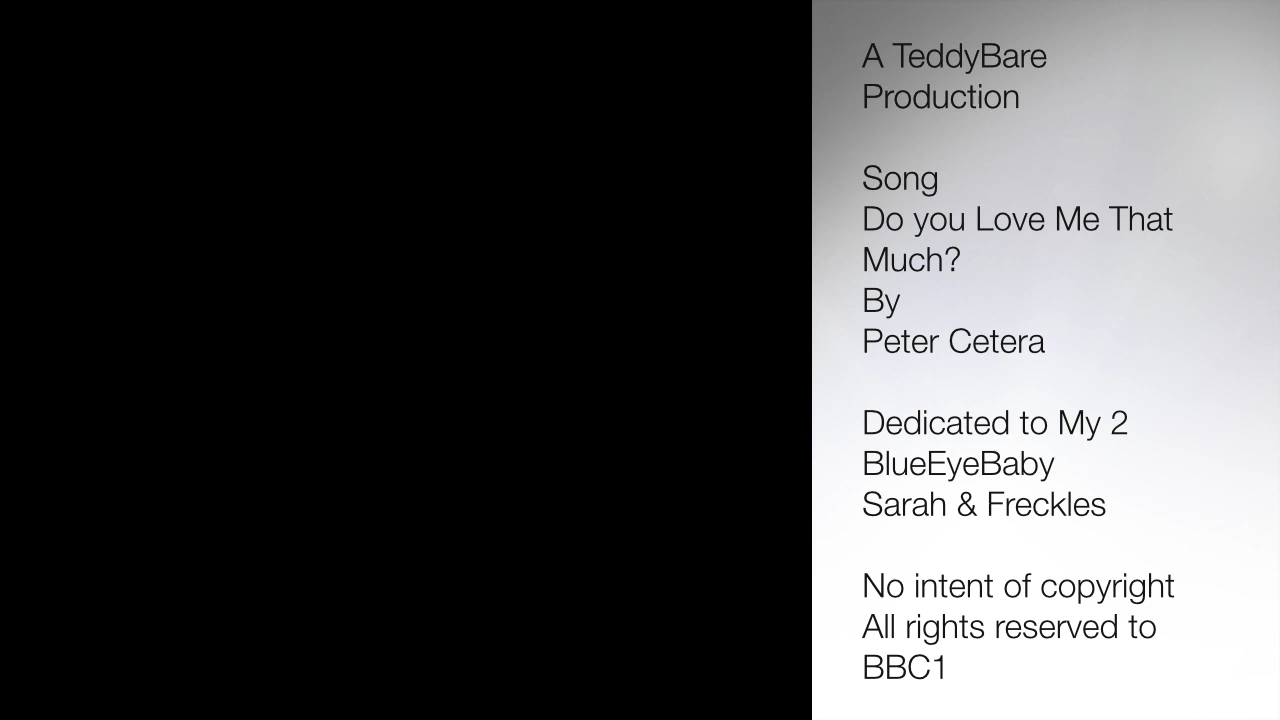 A TeddyBare
Production
Song
Do you Love Me That
Much?
By
Peter Cetera
Dedicated to My 2
BlueEyeBaby
Sarah & Freckles
No intent of copyright
All rights reserved to
BBC1